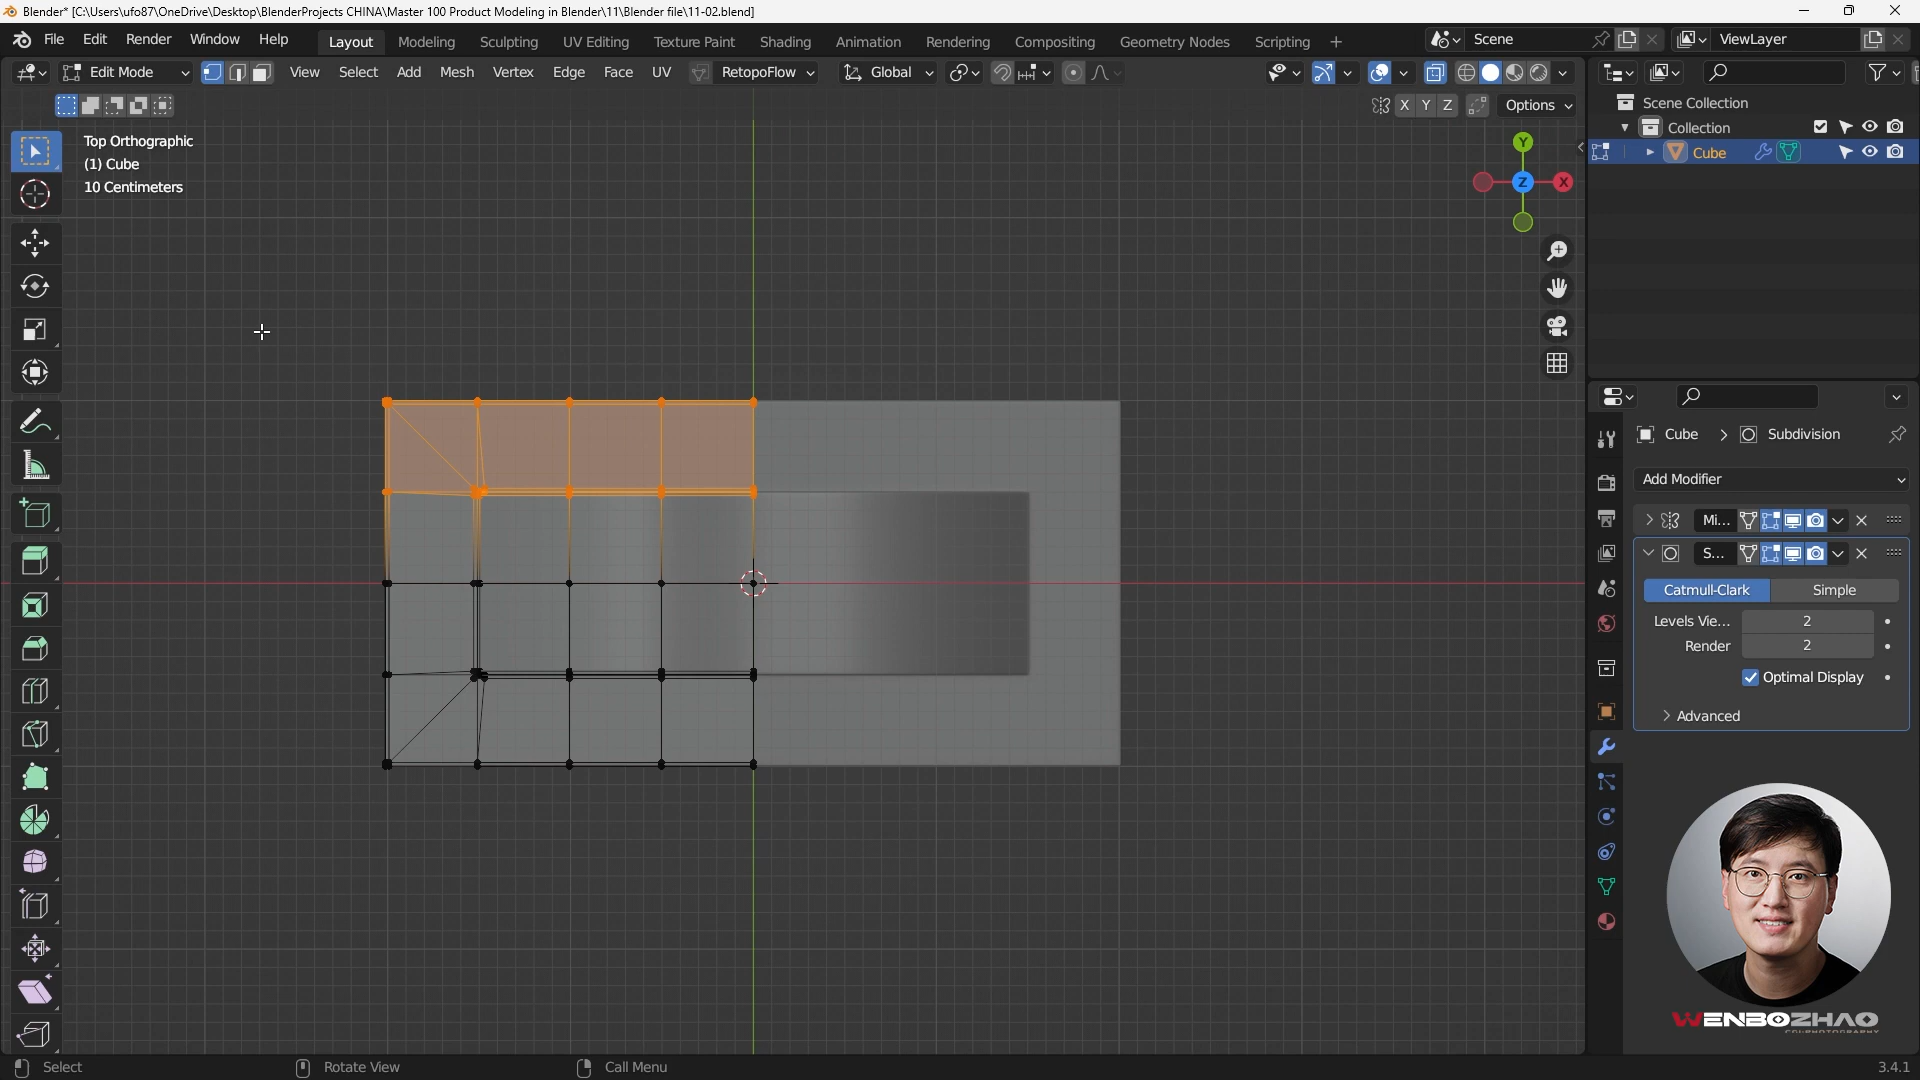 Blender* [C:\Users\ufo87\OneDrive\Desktop\BlenderProjects CHINA\Master 100 Product Modeling in Blender\11\Blender file\11-02.blend]
File Edit Render Window Help Layout Modeling Sculpting UV Editing Texture Paint Shading Animation Rendering Compositing Geometry Nodes Scripting + Scene ViewLayer
Edit Mode View Select Add Mesh Vertex Edge Face UV RetopoFlow Global
X Y Z Options
Scene Collection
Collection
Cube
Top Orthographic
(1) Cube
10 Centimeters
Y
Z X
Cube > Subdivision
Add Modifier
Mi...
S...
Catmull-Clark Simple
Levels Vie... 2
Render 2
Optimal Display
Advanced
WENBOZHAO
Select Rotate View Call Menu 3.4.1